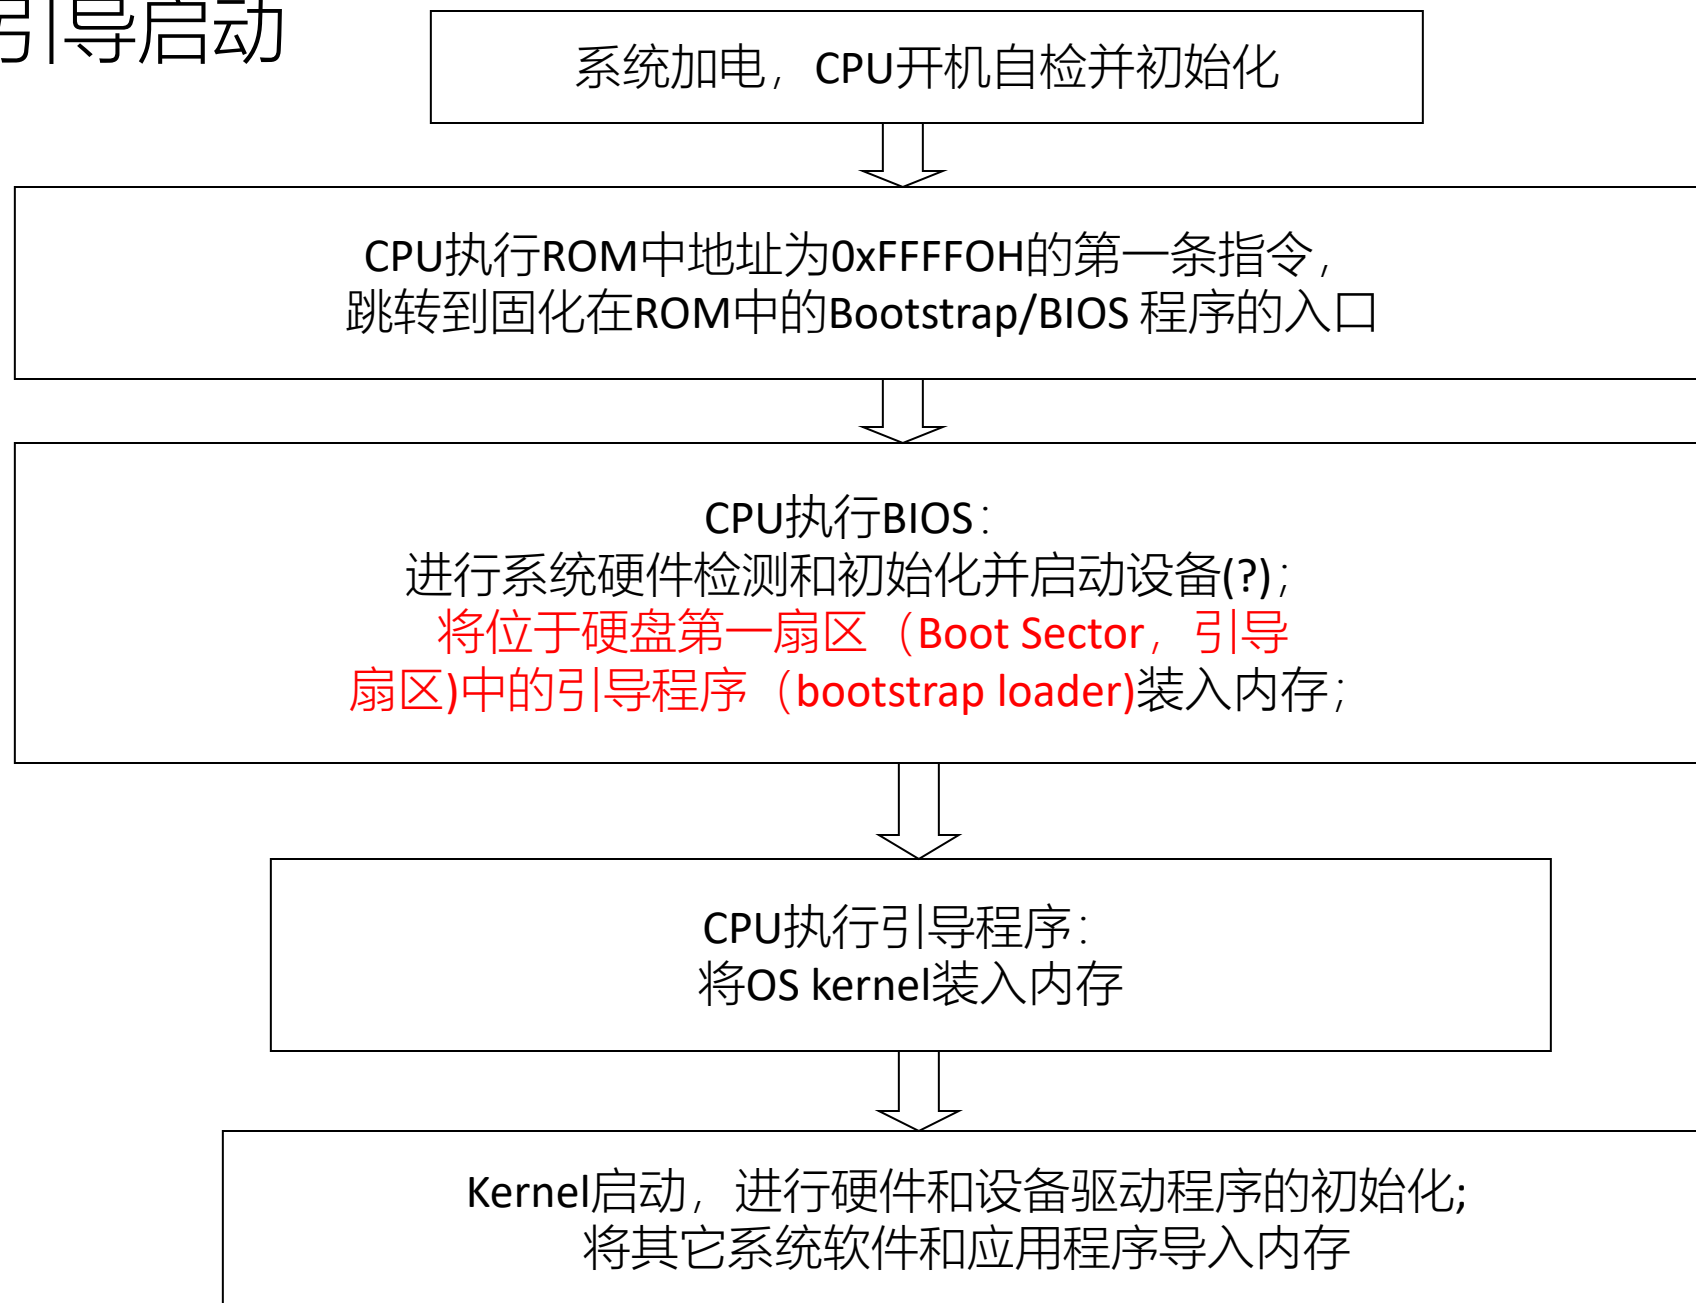 引导启动
系统加电，CPU开机自检并初始化
CPU执行ROM中地址为0xFFFFOH的第一条指令，
跳转到固化在ROM中的Bootstrap/BIOS 程序的入口
CPU执行BIOS：
进行系统硬件检测和初始化并启动设备(?)；
将位于硬盘第一扇区（Boot Sector，引导
扇区)中的引导程序（bootstrap loader)装入内存；
CPU执行引导程序：
将OS kernel装入内存
Kernel启动，进行硬件和设备驱动程序的初始化;
将其它系统软件和应用程序导入内存